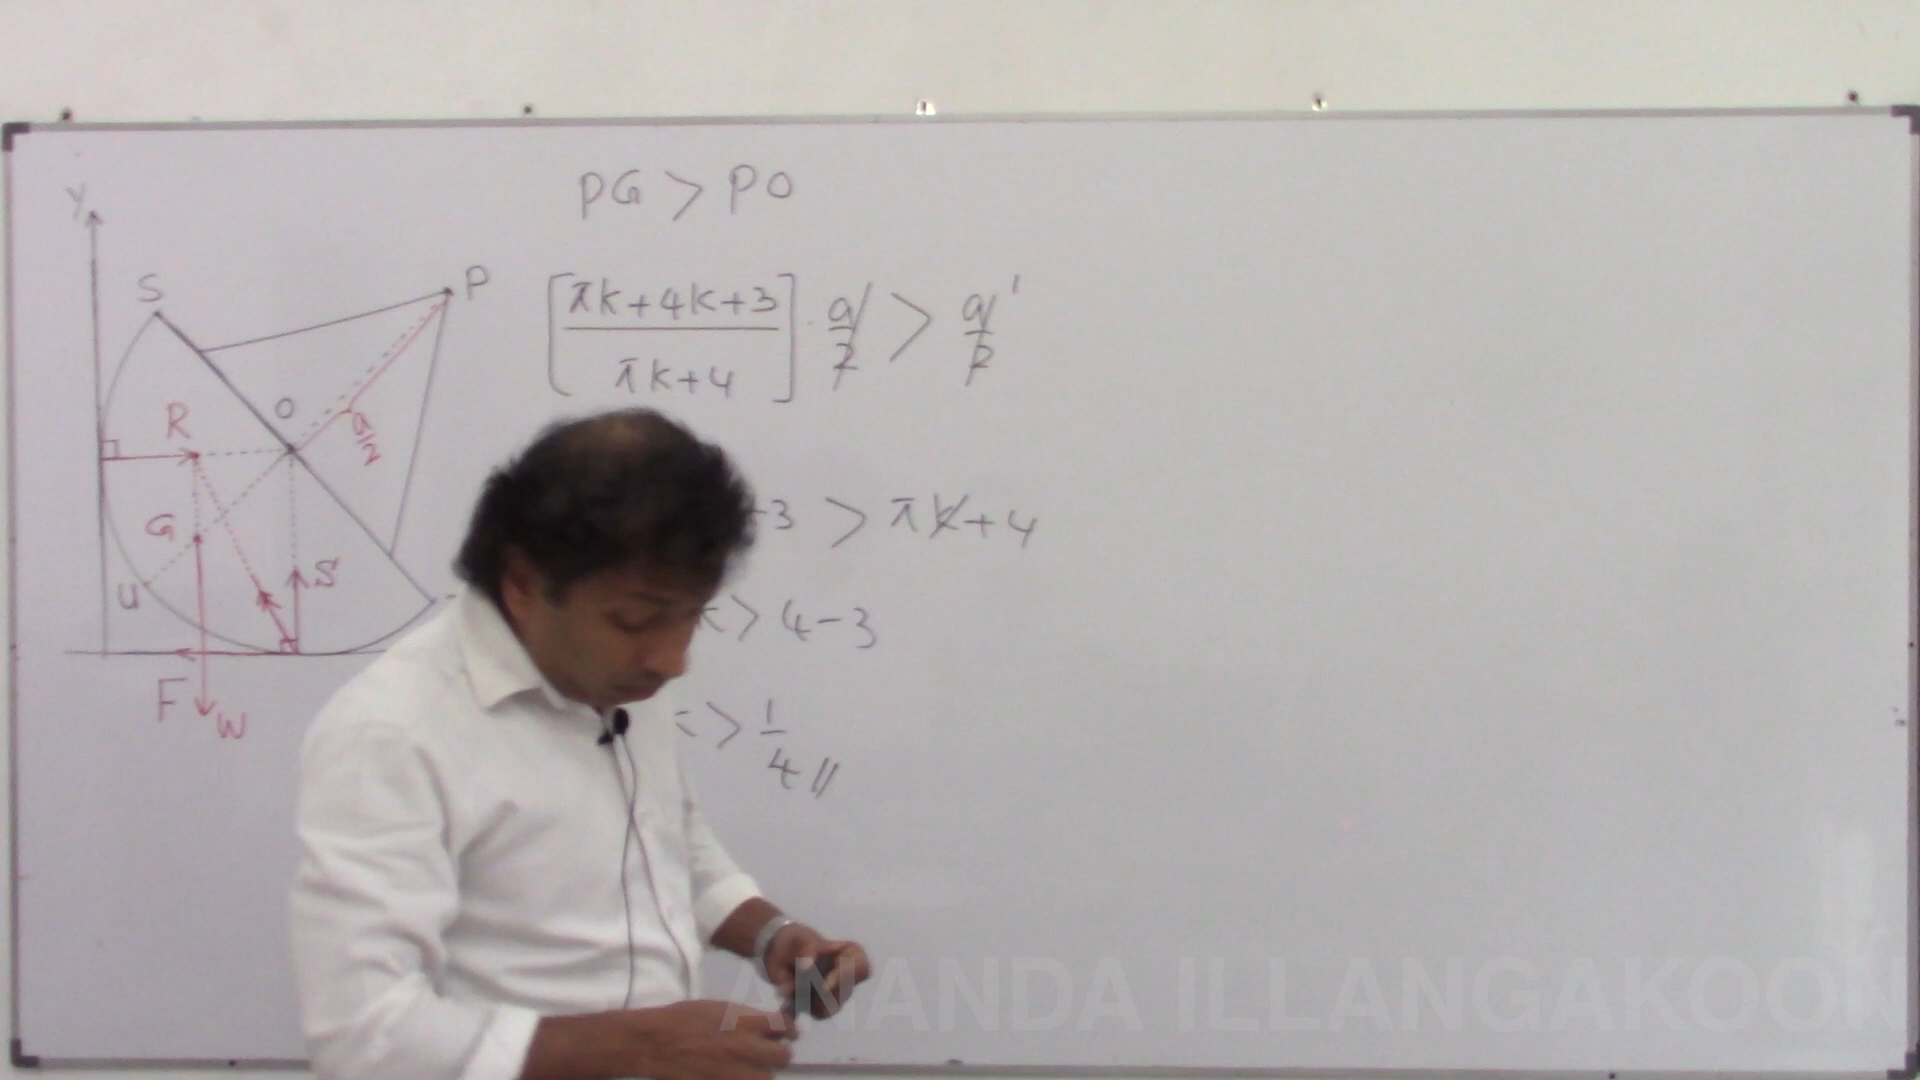 PG > PO
Y
S
P
[πk+4k+3 / πk+4] · a/2 > a/2 1
O
R
a/2
+3 > πk+4
G
S
U
k > 4-3
F
W
> 1/4 //
ANANDA ILLANGAKOON